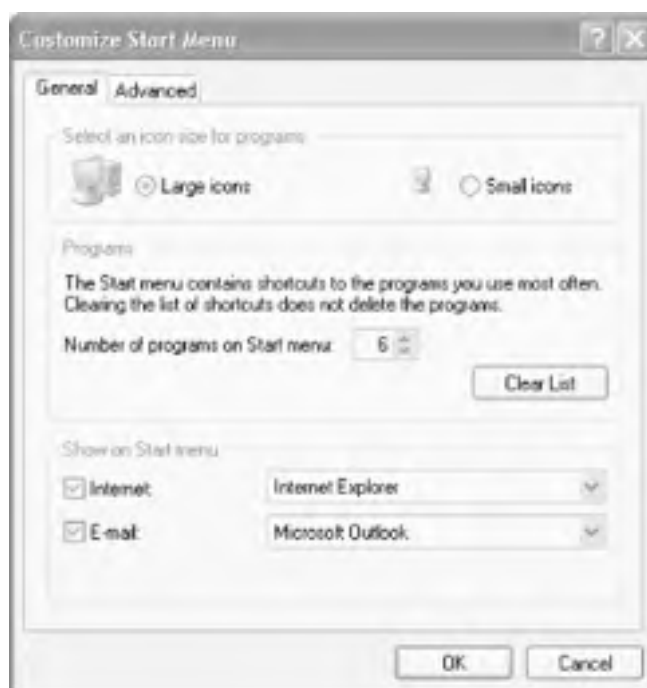 Customize Start Menu
General Advanced
Select an icon size for programs
Large icons Small icons
Programs
The Start menu contains shortcuts to the programs you use most often.
Clearing the list of shortcuts does not delete the programs.
Number of programs on Start menu: 6
Clear List
Show on Start menu
Internet: Internet Explorer
E-mail: Microsoft Outlook
OK Cancel